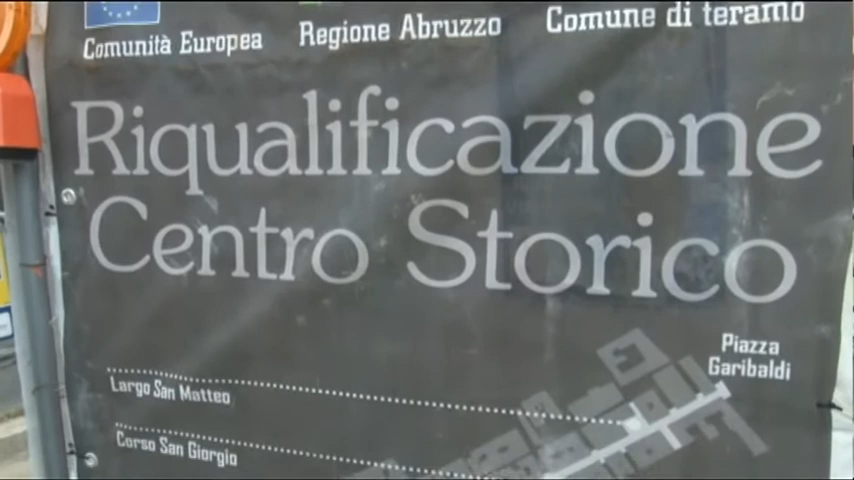 Comunità Europea
Regione Abruzzo
Comune di teramo
Riqualificazione
Centro Storico
Piazza
Garibaldi
Largo San Matteo
Corso San Giorgio